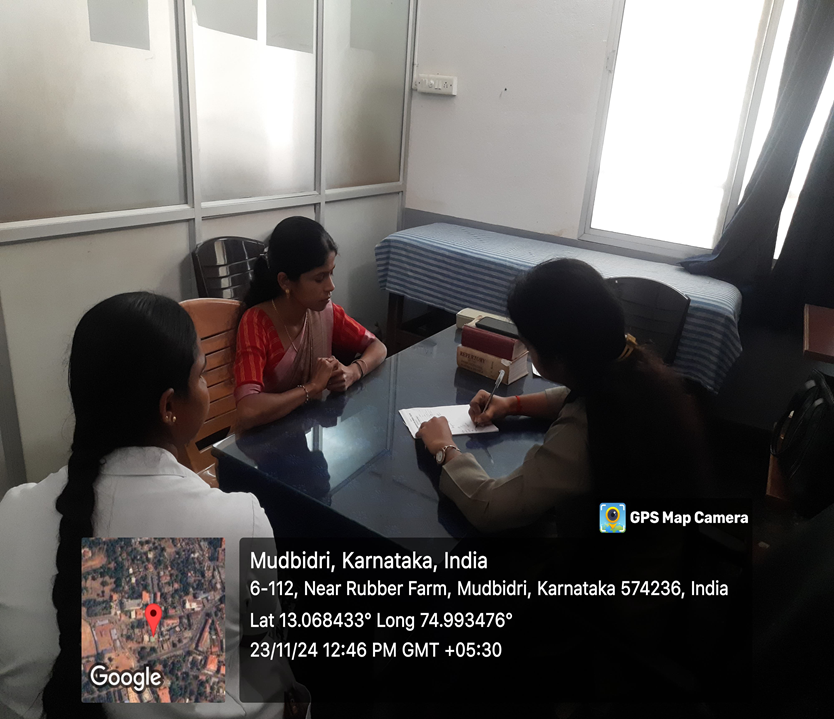 GPS Map Camera
Mudbidri, Karnataka, India
6-112, Near Rubber Farm, Mudbidri, Karnataka 574236, India
Lat 13.068433° Long 74.993476°
23/11/24 12:46 PM GMT +05:30
Google